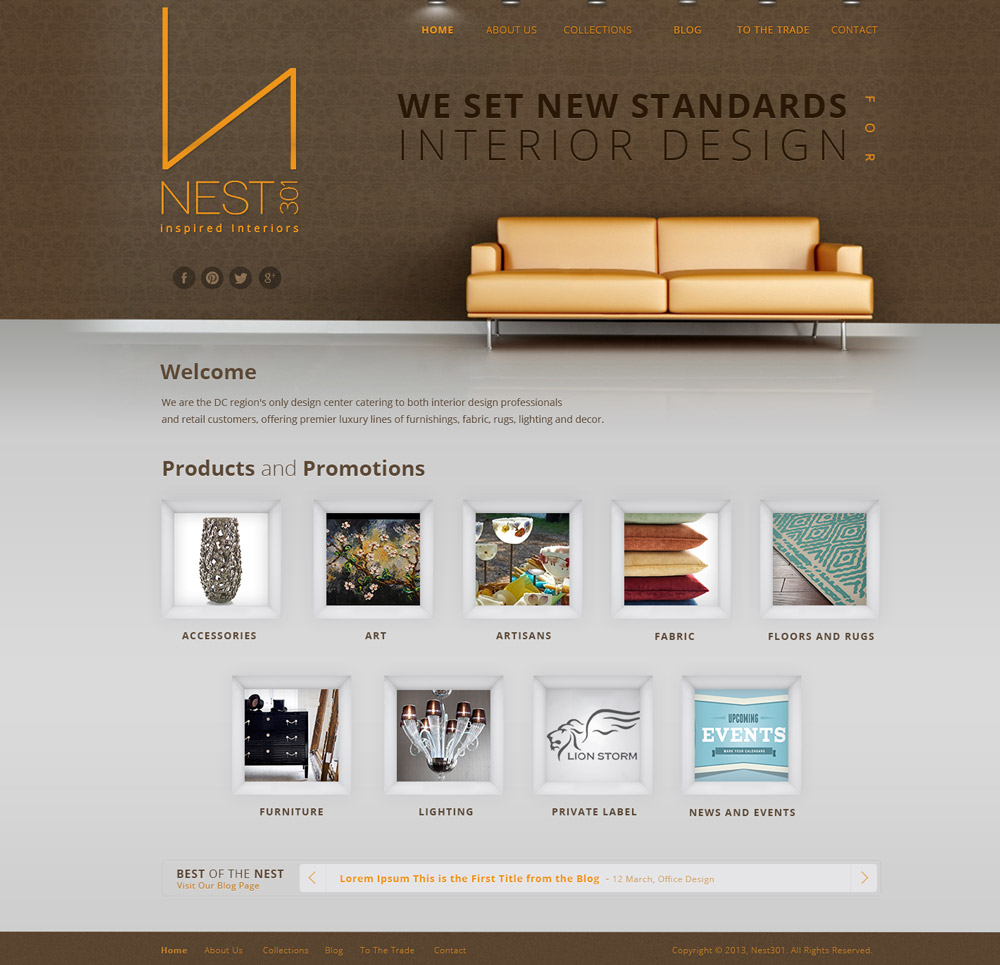 HOME ABOUT US COLLECTIONS BLOG TO THE TRADE CONTACT
WE SET NEW STANDARDS
FOR
INTERIOR DESIGN
NEST 301
inspired Interiors
f g+
Welcome
We are the DC region's only design center catering to both interior design professionals
and retail customers, offering premier luxury lines of furnishings, fabric, rugs, lighting and decor.
Products and Promotions
ACCESSORIES ART ARTISANS FABRIC FLOORS AND RUGS
LION STORM
UPCOMING
EVENTS
MARK YOUR CALENDARS
FURNITURE LIGHTING PRIVATE LABEL NEWS AND EVENTS
BEST OF THE NEST
Visit Our Blog Page
Lorem Ipsum This is the First Title from the Blog - 12 March, Office Design
Home About Us Collections Blog To The Trade Contact Copyright © 2013, Nest301. All Rights Reserved.